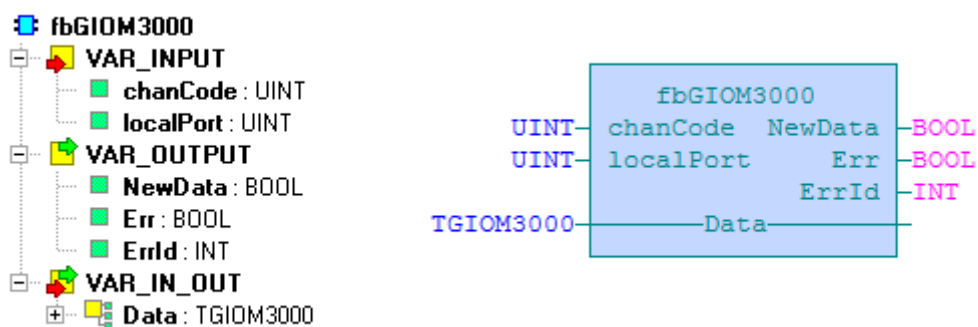 fbGIOM3000
VAR_INPUT
chanCode : UINT
localPort : UINT
VAR_OUTPUT
NewData : BOOL
Err : BOOL
ErrId : INT
VAR_IN_OUT
Data : TGIOM3000
fbGIOM3000
UINT chanCode NewData BOOL
UINT localPort Err BOOL
ErrId INT
TGIOM3000 Data